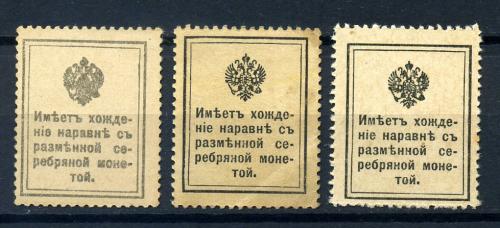 Имѣетъ хожде-
ніе наравнѣ съ
размѣнной се-
ребряной моне-
той.
Имѣетъ хожде-
ніе наравнѣ съ
размѣнной се-
ребряной моне-
той.
Имѣетъ хожде-
ніе наравнѣ съ
размѣнной се-
ребряной моне-
той.